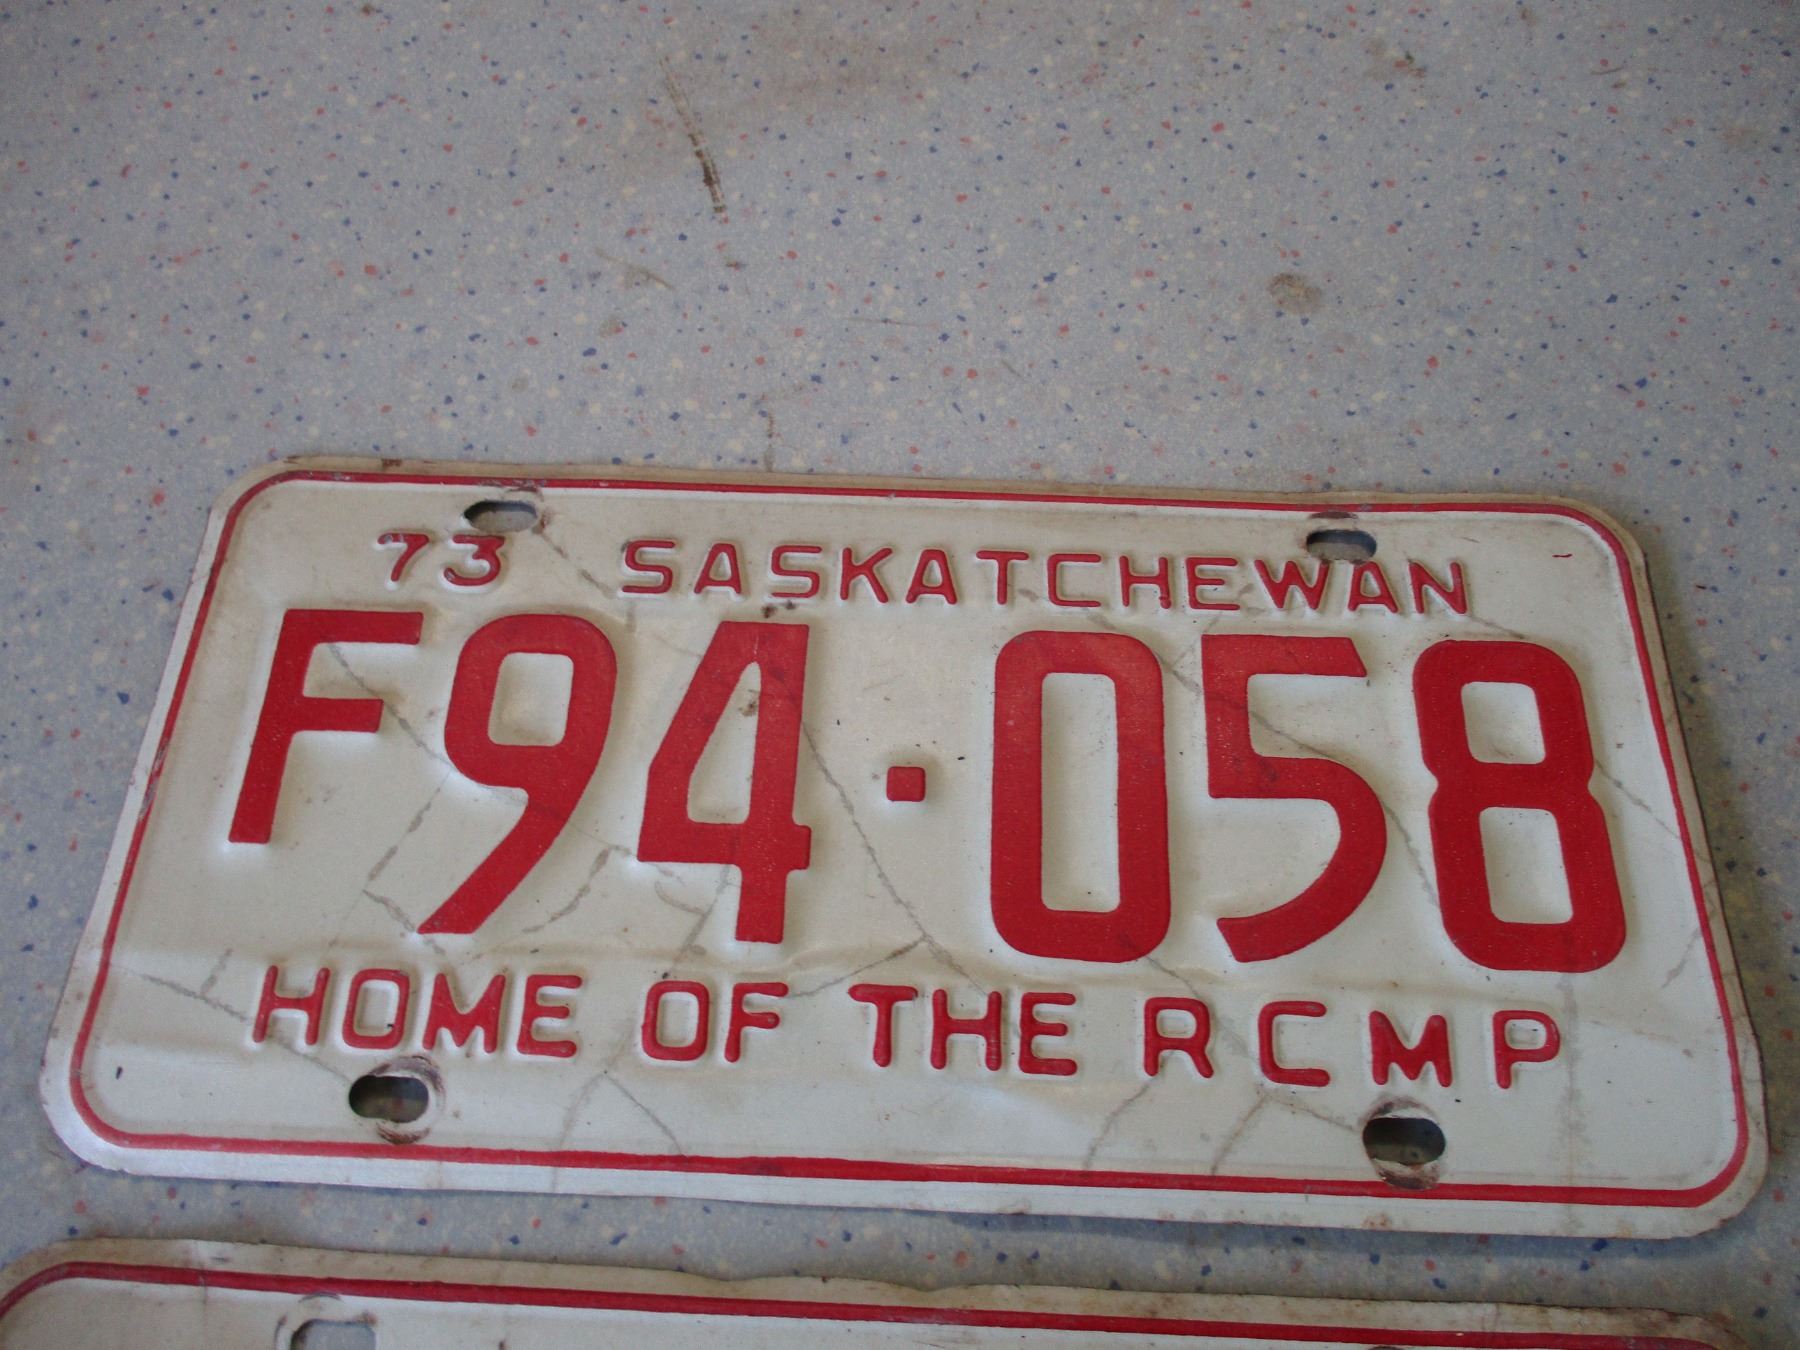 73 SASKATCHEWAN
F94·058
HOME OF THE RCMP